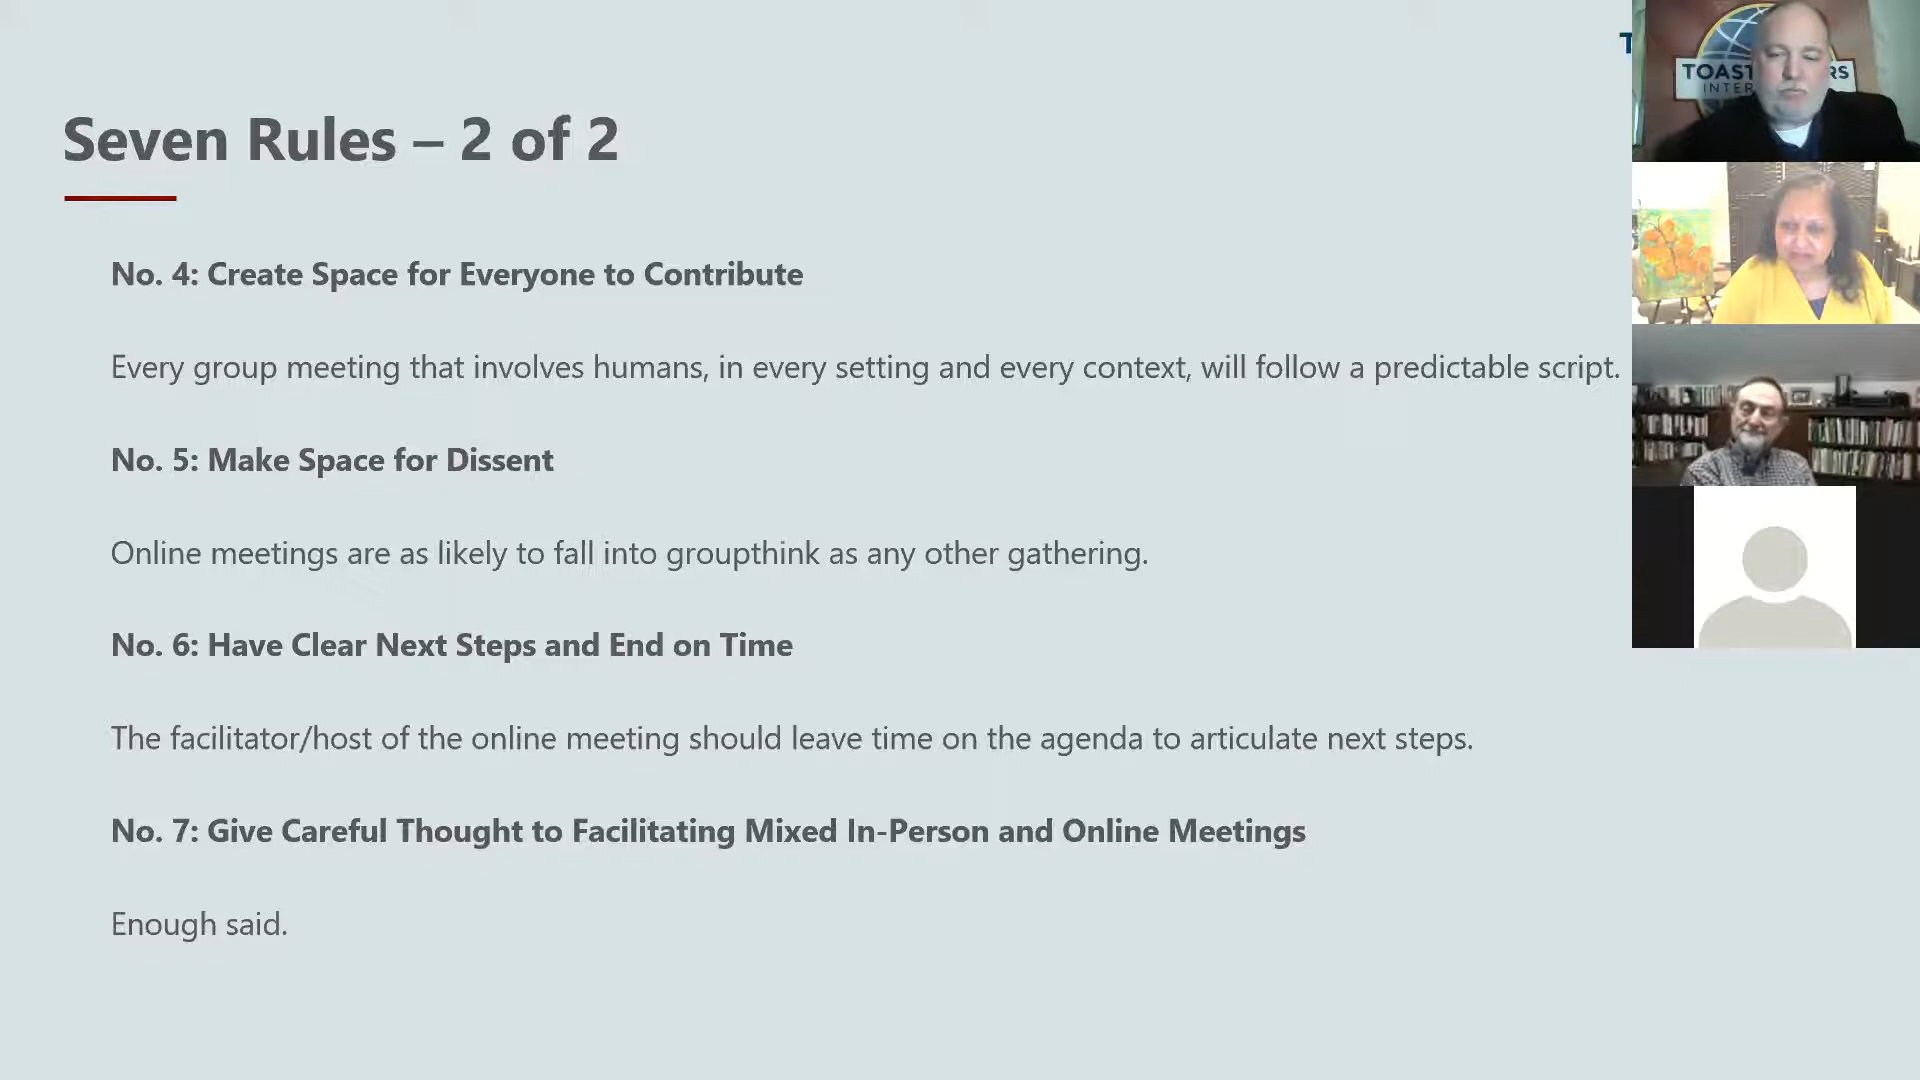 Seven Rules – 2 of 2
No. 4: Create Space for Everyone to Contribute
Every group meeting that involves humans, in every setting and every context, will follow a predictable script.
No. 5: Make Space for Dissent
Online meetings are as likely to fall into groupthink as any other gathering.
No. 6: Have Clear Next Steps and End on Time
The facilitator/host of the online meeting should leave time on the agenda to articulate next steps.
No. 7: Give Careful Thought to Facilitating Mixed In-Person and Online Meetings
Enough said.
T
TOAST RS
INTER